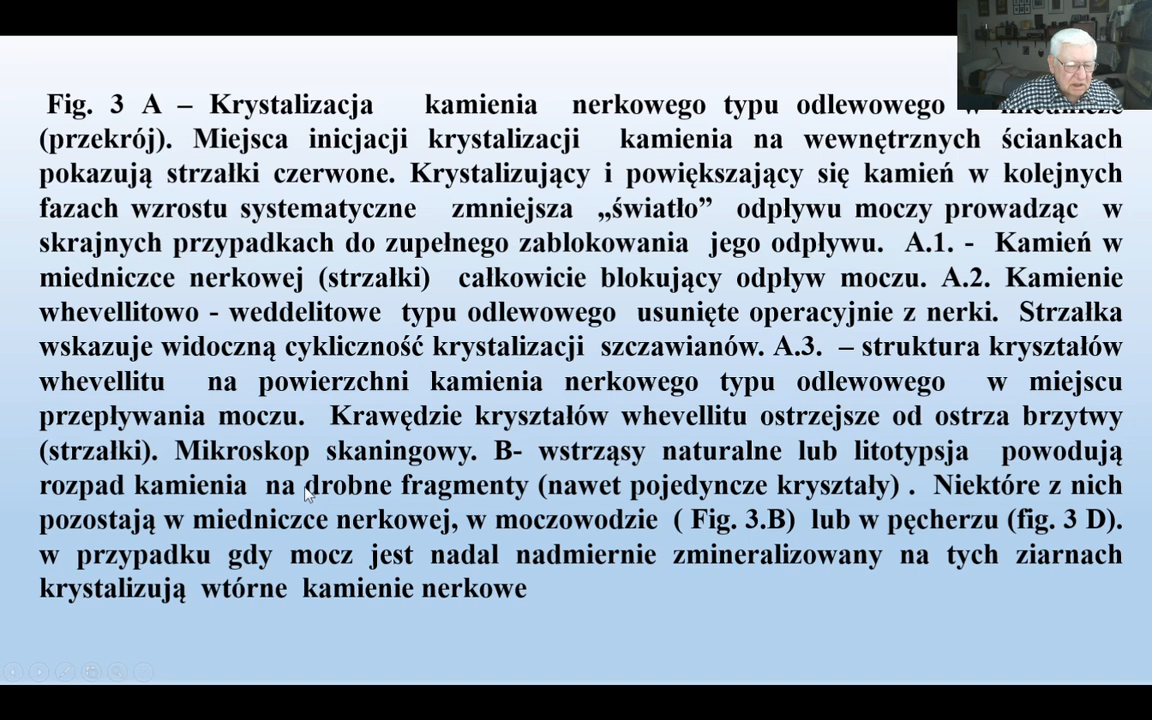 Fig. 3 A – Krystalizacja kamienia nerkowego typu odlewowego
(przekrój). Miejsca inicjacji krystalizacji kamienia na wewnętrznych ściankach
pokazują strzałki czerwone. Krystalizujący i powiększający się kamień w kolejnych
fazach wzrostu systematyczne zmniejsza „światło” odpływu moczy prowadząc w
skrajnych przypadkach do zupełnego zablokowania jego odpływu. A.1. - Kamień w
miedniczce nerkowej (strzałki) całkowicie blokujący odpływ moczu. A.2. Kamienie
whevellitowo - weddelitowe typu odlewowego usunięte operacyjnie z nerki. Strzałka
wskazuje widoczną cykliczność krystalizacji szczawianów. A.3. – struktura kryształów
whevellitu na powierzchni kamienia nerkowego typu odlewowego w miejscu
przepływania moczu. Krawędzie kryształów whevellitu ostrzejsze od ostrza brzytwy
(strzałki). Mikroskop skaningowy. B- wstrząsy naturalne lub litotypsja powodują
rozpad kamienia na drobne fragmenty (nawet pojedyncze kryształy) . Niektóre z nich
pozostają w miedniczce nerkowej, w moczowodzie ( Fig. 3.B) lub w pęcherzu (fig. 3 D).
w przypadku gdy mocz jest nadal nadmiernie zmineralizowany na tych ziarnach
krystalizują wtórne kamienie nerkowe